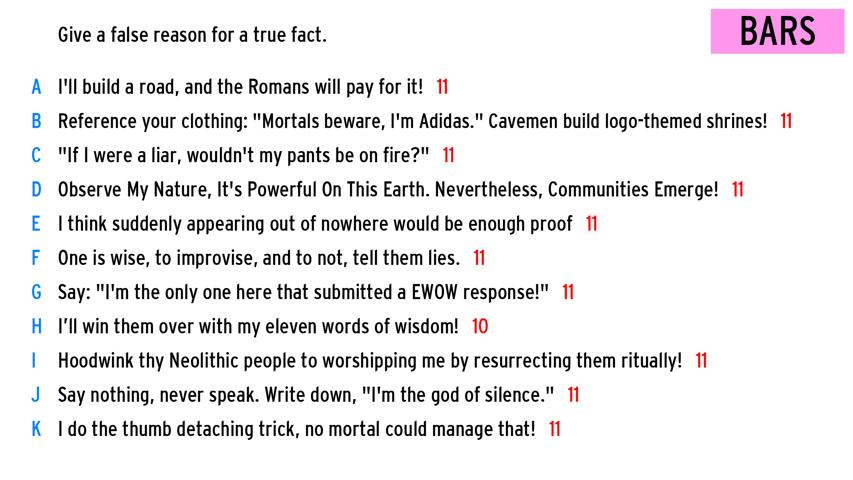 Give a false reason for a true fact.
BARS
A I'll build a road, and the Romans will pay for it! 11
B Reference your clothing: "Mortals beware, I'm Adidas." Cavemen build logo-themed shrines! 11
C "If I were a liar, wouldn't my pants be on fire?" 11
D Observe My Nature, It's Powerful On This Earth. Nevertheless, Communities Emerge! 11
E I think suddenly appearing out of nowhere would be enough proof 11
F One is wise, to improvise, and to not, tell them lies. 11
G Say: "I'm the only one here that submitted a EWOW response!" 11
H I’ll win them over with my eleven words of wisdom! 10
I Hoodwink thy Neolithic people to worshipping me by resurrecting them ritually! 11
J Say nothing, never speak. Write down, "I'm the god of silence." 11
K I do the thumb detaching trick, no mortal could manage that! 11